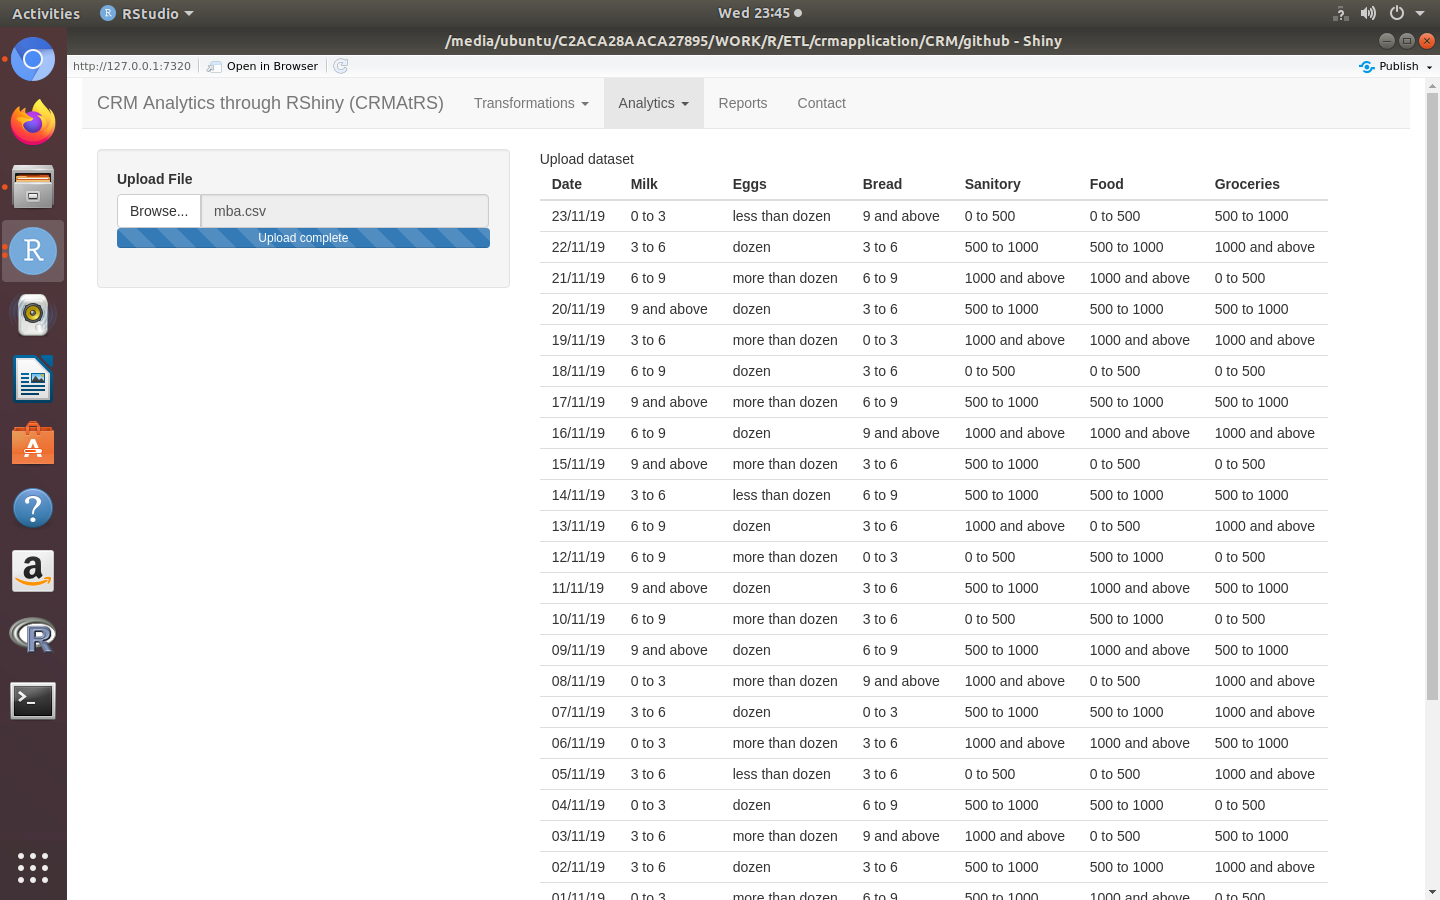 Activities RStudio Wed 23:45
/media/ubuntu/C2ACA28AACA27895/WORK/R/ETL/crmapplication/CRM/github - Shiny
http://127.0.0.1:7320 Open in Browser Publish
CRM Analytics through RShiny (CRMAtRS) Transformations Analytics Reports Contact
Upload File
Browse... mba.csv
Upload complete
Upload dataset
Date Milk Eggs Bread Sanitory Food Groceries
23/11/19 0 to 3 less than dozen 9 and above 0 to 500 0 to 500 500 to 1000
22/11/19 3 to 6 dozen 3 to 6 500 to 1000 500 to 1000 1000 and above
21/11/19 6 to 9 more than dozen 6 to 9 1000 and above 1000 and above 0 to 500
20/11/19 9 and above dozen 3 to 6 500 to 1000 500 to 1000 500 to 1000
19/11/19 3 to 6 more than dozen 0 to 3 1000 and above 1000 and above 1000 and above
18/11/19 6 to 9 dozen 3 to 6 0 to 500 0 to 500 0 to 500
17/11/19 9 and above more than dozen 6 to 9 500 to 1000 500 to 1000 500 to 1000
16/11/19 6 to 9 dozen 9 and above 1000 and above 1000 and above 1000 and above
15/11/19 9 and above more than dozen 3 to 6 500 to 1000 0 to 500 0 to 500
14/11/19 3 to 6 less than dozen 6 to 9 500 to 1000 500 to 1000 500 to 1000
13/11/19 6 to 9 dozen 3 to 6 1000 and above 0 to 500 1000 and above
12/11/19 6 to 9 more than dozen 0 to 3 0 to 500 500 to 1000 0 to 500
11/11/19 9 and above dozen 3 to 6 500 to 1000 1000 and above 500 to 1000
10/11/19 6 to 9 more than dozen 3 to 6 0 to 500 500 to 1000 0 to 500
09/11/19 9 and above dozen 6 to 9 500 to 1000 1000 and above 500 to 1000
08/11/19 0 to 3 more than dozen 9 and above 1000 and above 0 to 500 1000 and above
07/11/19 3 to 6 dozen 0 to 3 500 to 1000 500 to 1000 1000 and above
06/11/19 0 to 3 more than dozen 3 to 6 1000 and above 1000 and above 500 to 1000
05/11/19 3 to 6 less than dozen 3 to 6 0 to 500 0 to 500 1000 and above
04/11/19 0 to 3 dozen 6 to 9 500 to 1000 500 to 1000 0 to 500
03/11/19 3 to 6 more than dozen 9 and above 1000 and above 0 to 500 500 to 1000
02/11/19 3 to 6 dozen 3 to 6 500 to 1000 500 to 1000 1000 and above
01/11/19 0 to 3 more than dozen 6 to 9 500 to 1000 1000 and above 0 to 500